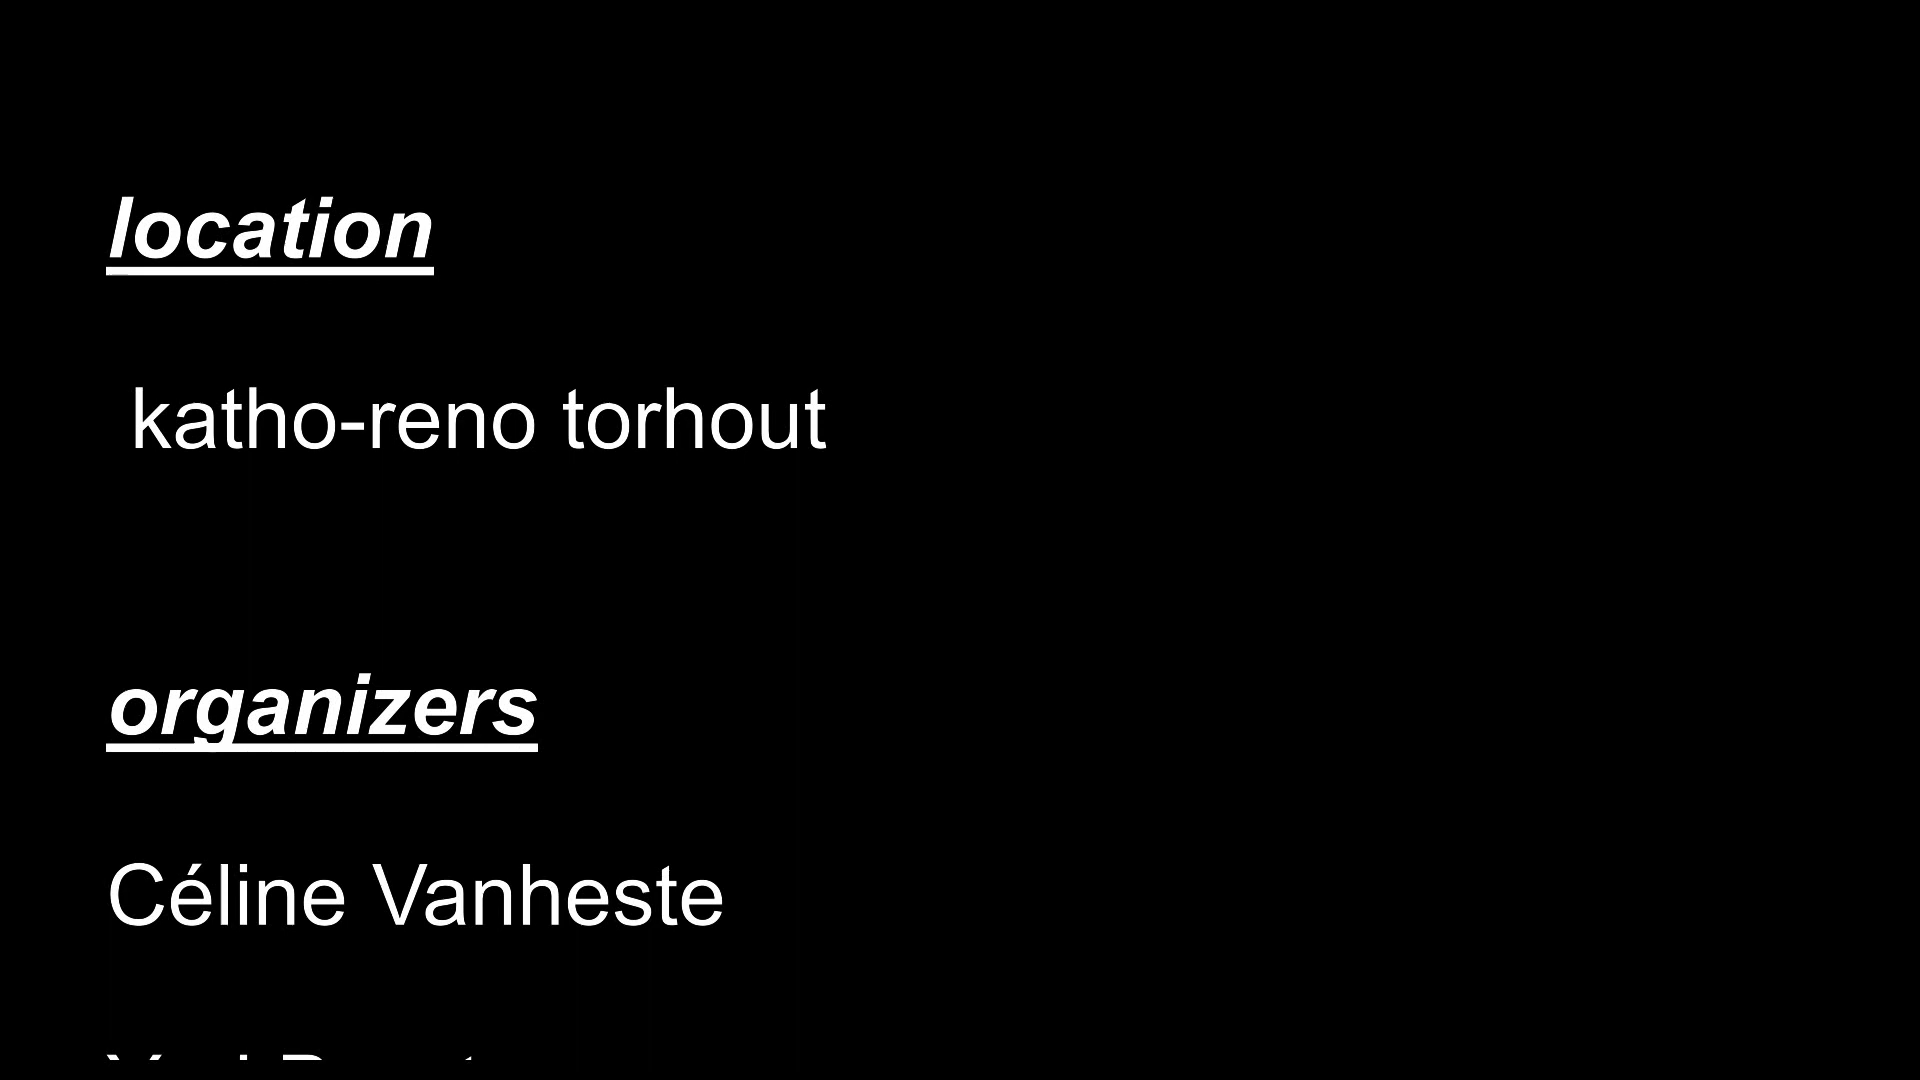 location
katho-reno torhout
organizers
Céline Vanheste